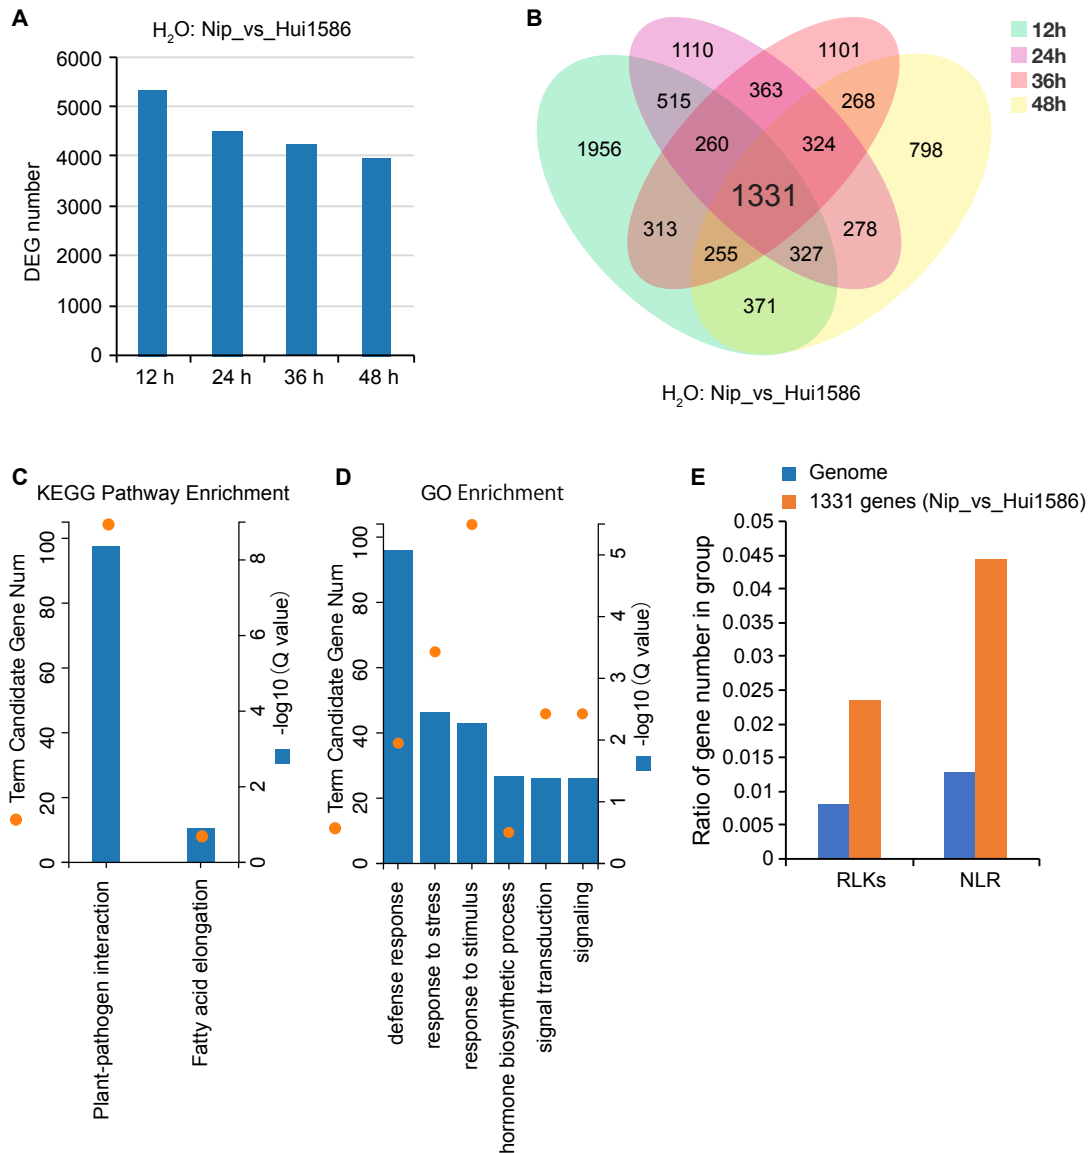 A
H₂O: Nip_vs_Hui1586
DEG number
6000
5000
4000
3000
2000
1000
0
12 h 24 h 36 h 48 h
B
12h
24h
36h
48h
1110
1101
515
363
268
1956
260
324
798
1331
313
255
327
278
371
H₂O: Nip_vs_Hui1586
C
KEGG Pathway Enrichment
Term Candidate Gene Num
100
80
60
40
20
0
8
6
4
2
0
-log10 (Q value)
Plant-pathogen interaction
Fatty acid elongation
D
GO Enrichment
Term Candidate Gene Num
100
80
60
40
20
0
5
4
3
2
1
0
-log10 (Q value)
defense response
response to stress
response to stimulus
hormone biosynthetic process
signal transduction
signaling
E
Genome
1331 genes (Nip_vs_Hui1586)
Ratio of gene number in group
0.05
0.045
0.04
0.035
0.03
0.025
0.02
0.015
0.01
0.005
0
RLKs NLR